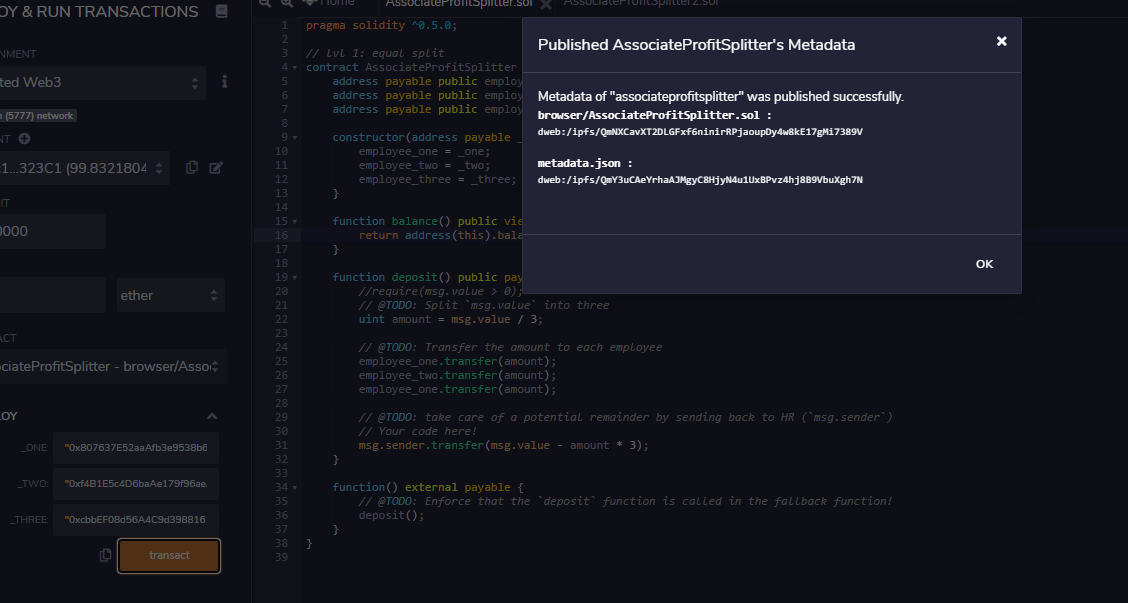 OY & RUN TRANSACTIONS
NMENT
ted Web3
n (5777) network
NT
c1...323C1 (99.8321804
IT
0000
ether
ACT
ociateProfitSplitter - browser/Asso
LOY
_ONE: "0x807637E52aaAfb3e9538b6
_TWO: "0xf4B1E5c4D6baAe179f96ae
_THREE: "0xcbbEF08d56A4C9d398816
transact
Home
AssociateProfitSplitter.sol
AssociateProfitSplitter2.sol
1 pragma solidity ^0.5.0;
2
3 // lvl 1: equal split
4 contract AssociateProfitSplitter
5 address payable public employ
6 address payable public employ
7 address payable public employ
8
9 constructor(address payable _
10 employee_one = _one;
11 employee_two = _two;
12 employee_three = _three;
13 }
14
15 function balance() public vie
16 return address(this).bala
17 }
18
19 function deposit() public pay
20 //require(msg.value > 0);
21 // @TODO: Split `msg.value` into three
22 uint amount = msg.value / 3;
23
24 // @TODO: Transfer the amount to each employee
25 employee_one.transfer(amount);
26 employee_two.transfer(amount);
27 employee_one.transfer(amount);
28
29 // @TODO: take care of a potential remainder by sending back to HR (`msg.sender`)
30 // Your code here!
31 msg.sender.transfer(msg.value - amount * 3);
32 }
33
34 function() external payable {
35 // @TODO: Enforce that the `deposit` function is called in the fallback function!
36 deposit();
37 }
38 }
39
Published AssociateProfitSplitter's Metadata
Metadata of "associateprofitsplitter" was published successfully.
browser/AssociateProfitSplitter.sol :
dweb:/ipfs/QmNXCavXT2DLGFxf6ninirRPjaoupDy4w8kE17gMi7389V
metadata.json :
dweb:/ipfs/QmY3uCAeYrhaAJMgyC8HjyN4u1UxBPvz4hj8B9VbuXgh7N
OK